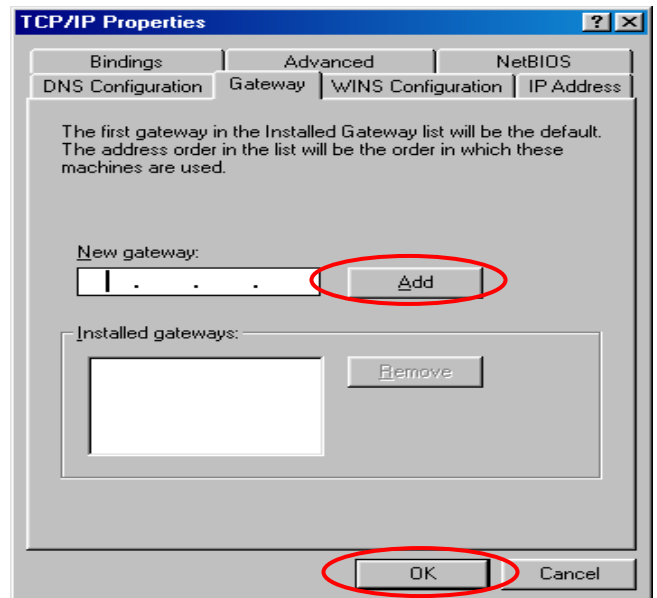 TCP/IP Properties
Bindings Advanced NetBIOS
DNS Configuration Gateway WINS Configuration IP Address
The first gateway in the Installed Gateway list will be the default.
The address order in the list will be the order in which these
machines are used.
New gateway:
. . .
Add
Installed gateways:
Remove
OK Cancel